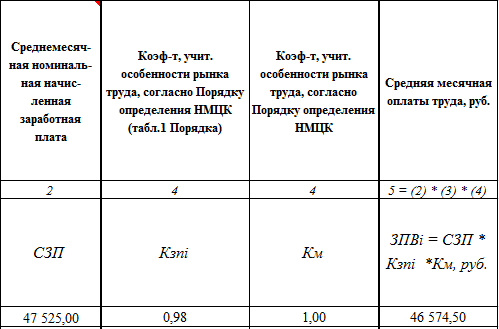 Среднемесяч-
ная номиналь-
ная начис-
ленная
заработная
плата
Коэф-т, учит.
особенности рынка
труда, согласно Порядку
определения НМЦК
(табл.1 Порядка)
Коэф-т, учит.
особенности рынка
труда, согласно
Порядку определения
НМЦК
Средняя месячная
оплаты труда, руб.
2
4
4
5 = (2) * (3) * (4)
СЗП
Кзпi
Км
ЗПВi = СЗП *
Кзпi *Км, руб.
47 525,00
0,98
1,00
46 574,50